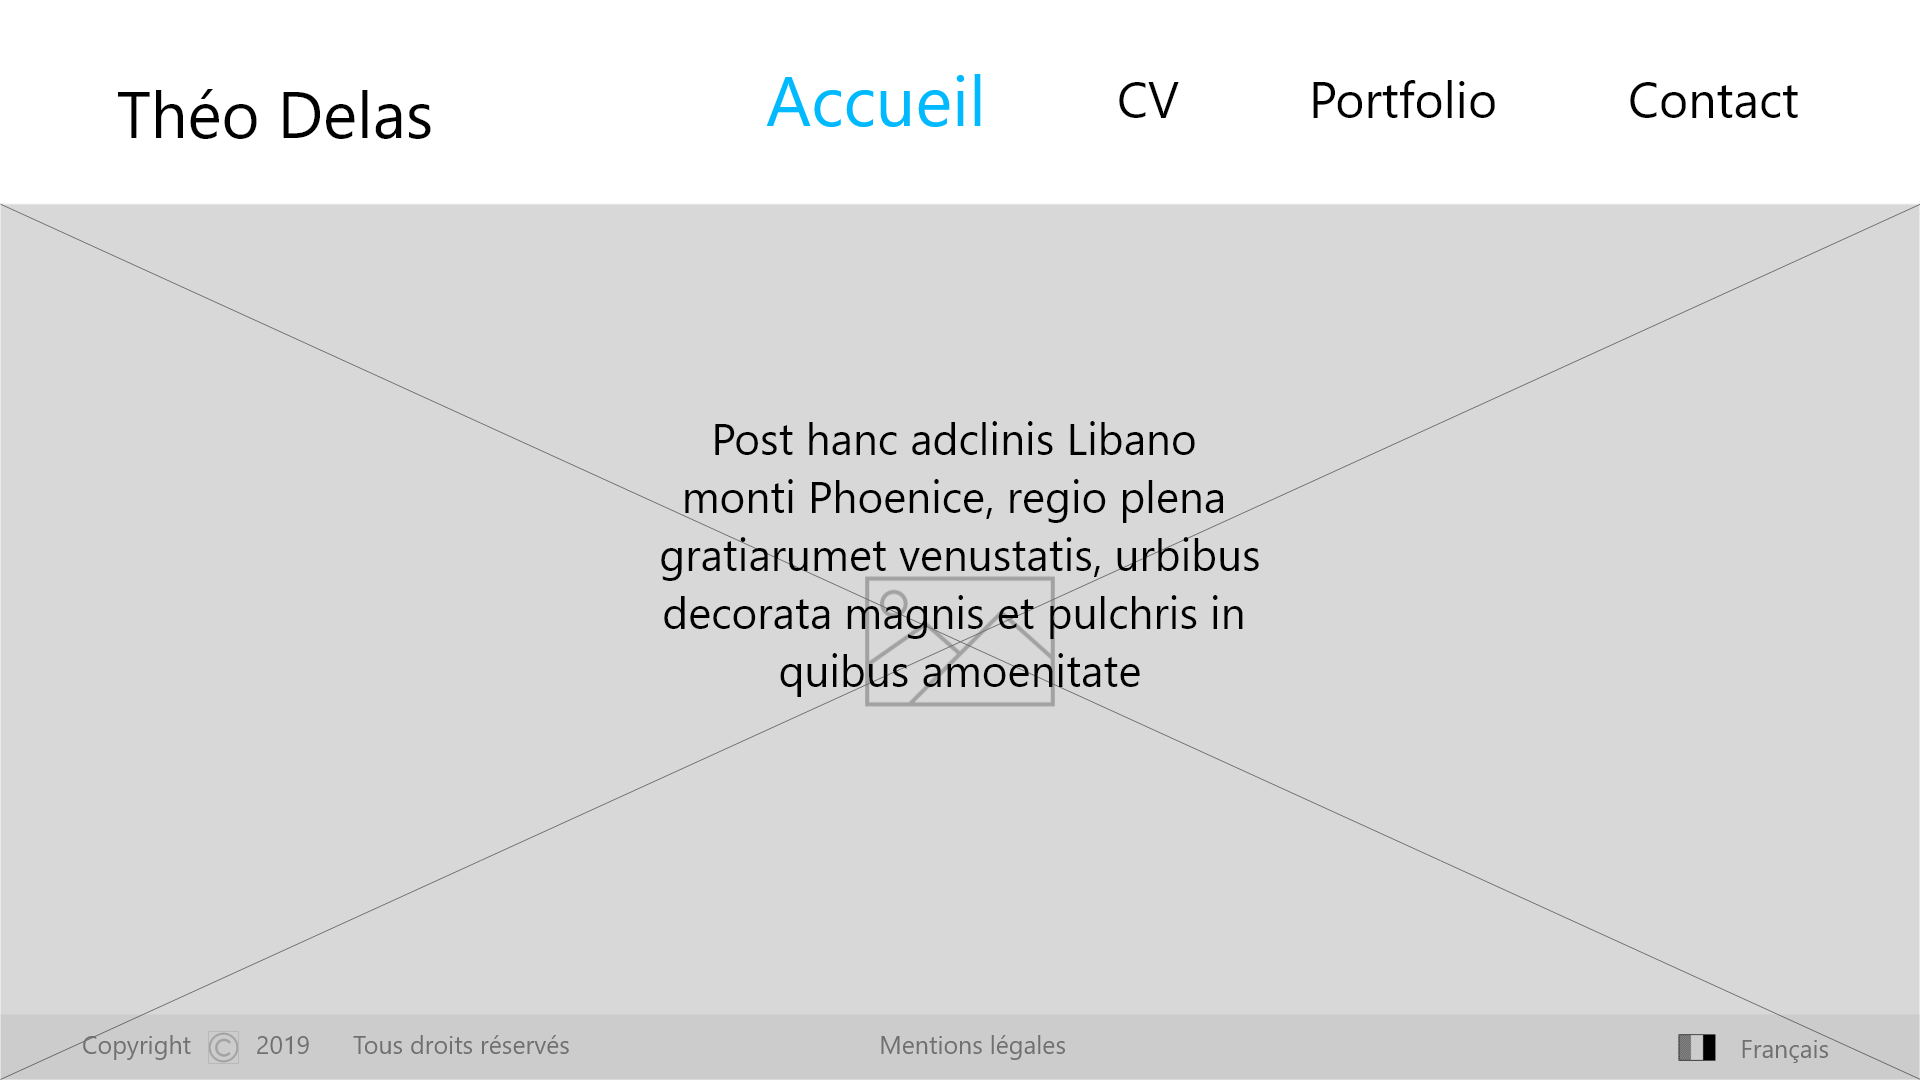 Théo Delas
Accueil
CV
Portfolio
Contact
Post hanc adclinis Libano
monti Phoenice, regio plena
gratiarumet venustatis, urbibus
decorata magnis et pulchris in
quibus amoenitate
Copyright © 2019 Tous droits réservés
Mentions légales
Français